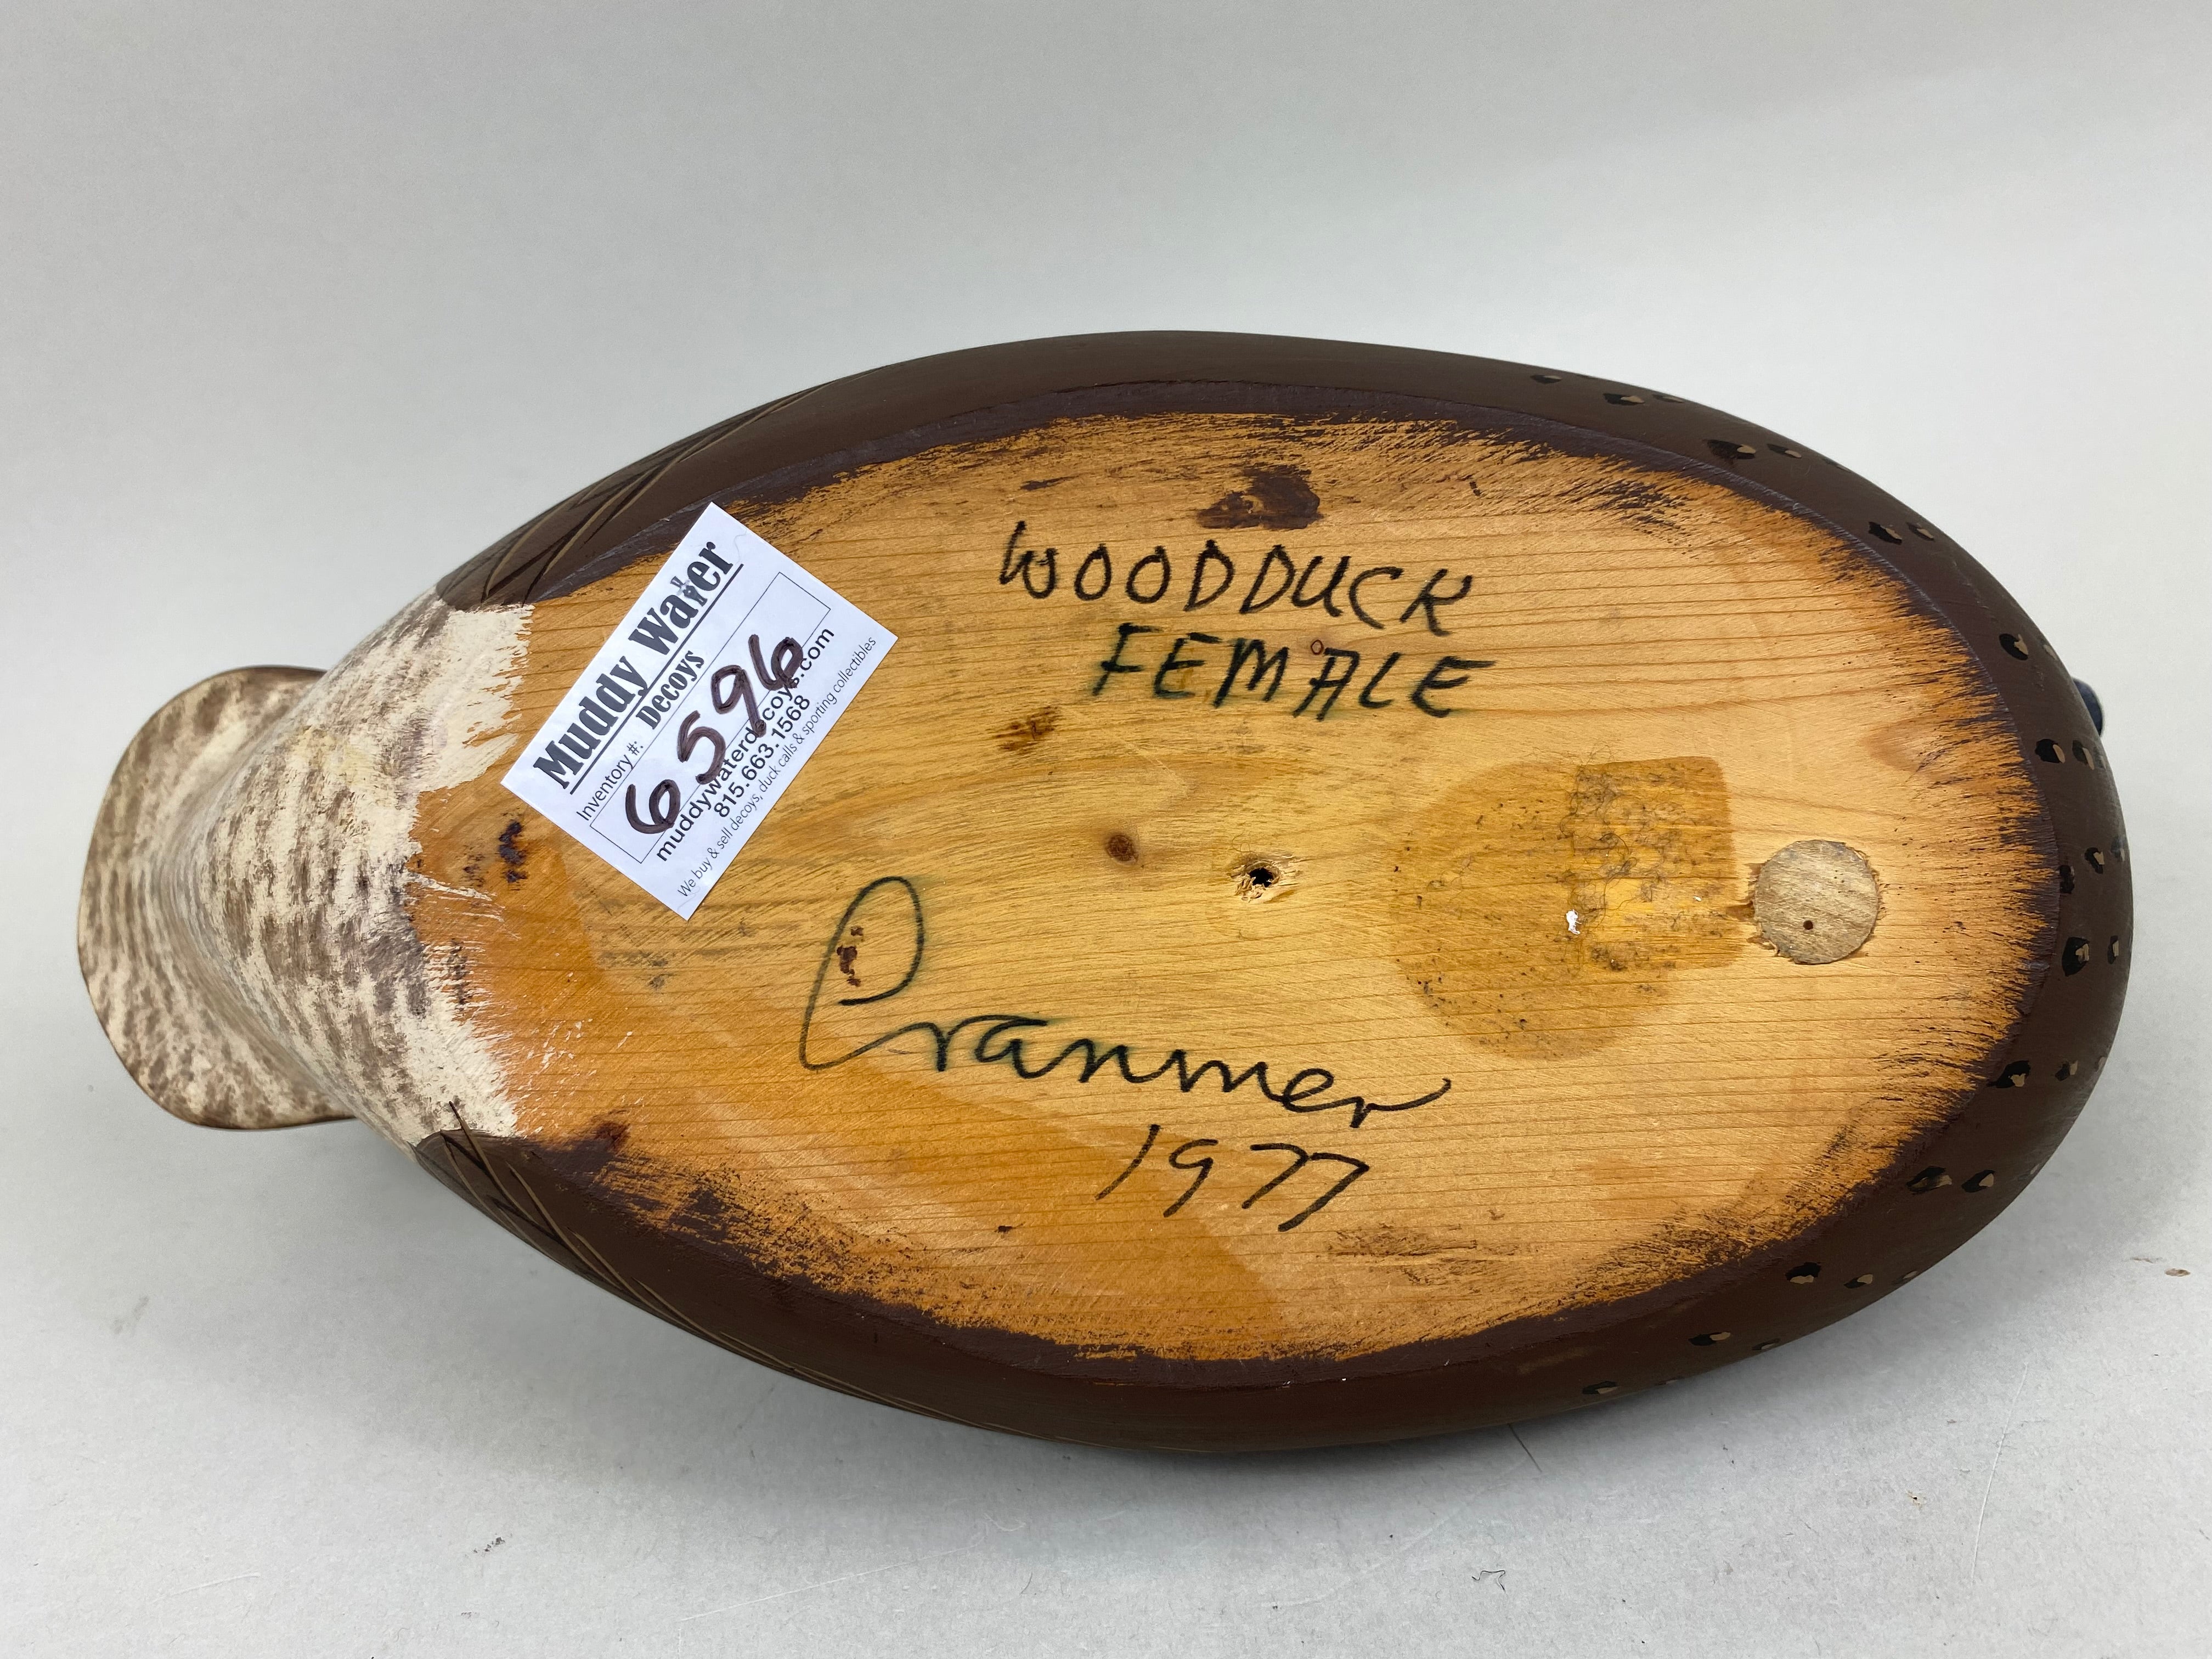 WOODDUCK
FEMALE
Cranmer
1977
Muddy Water
Decoys
Inventory #:
6596
muddywaterdecoys.com
815.663.1568
We buy & sell decoys, duck calls & sporting collectibles